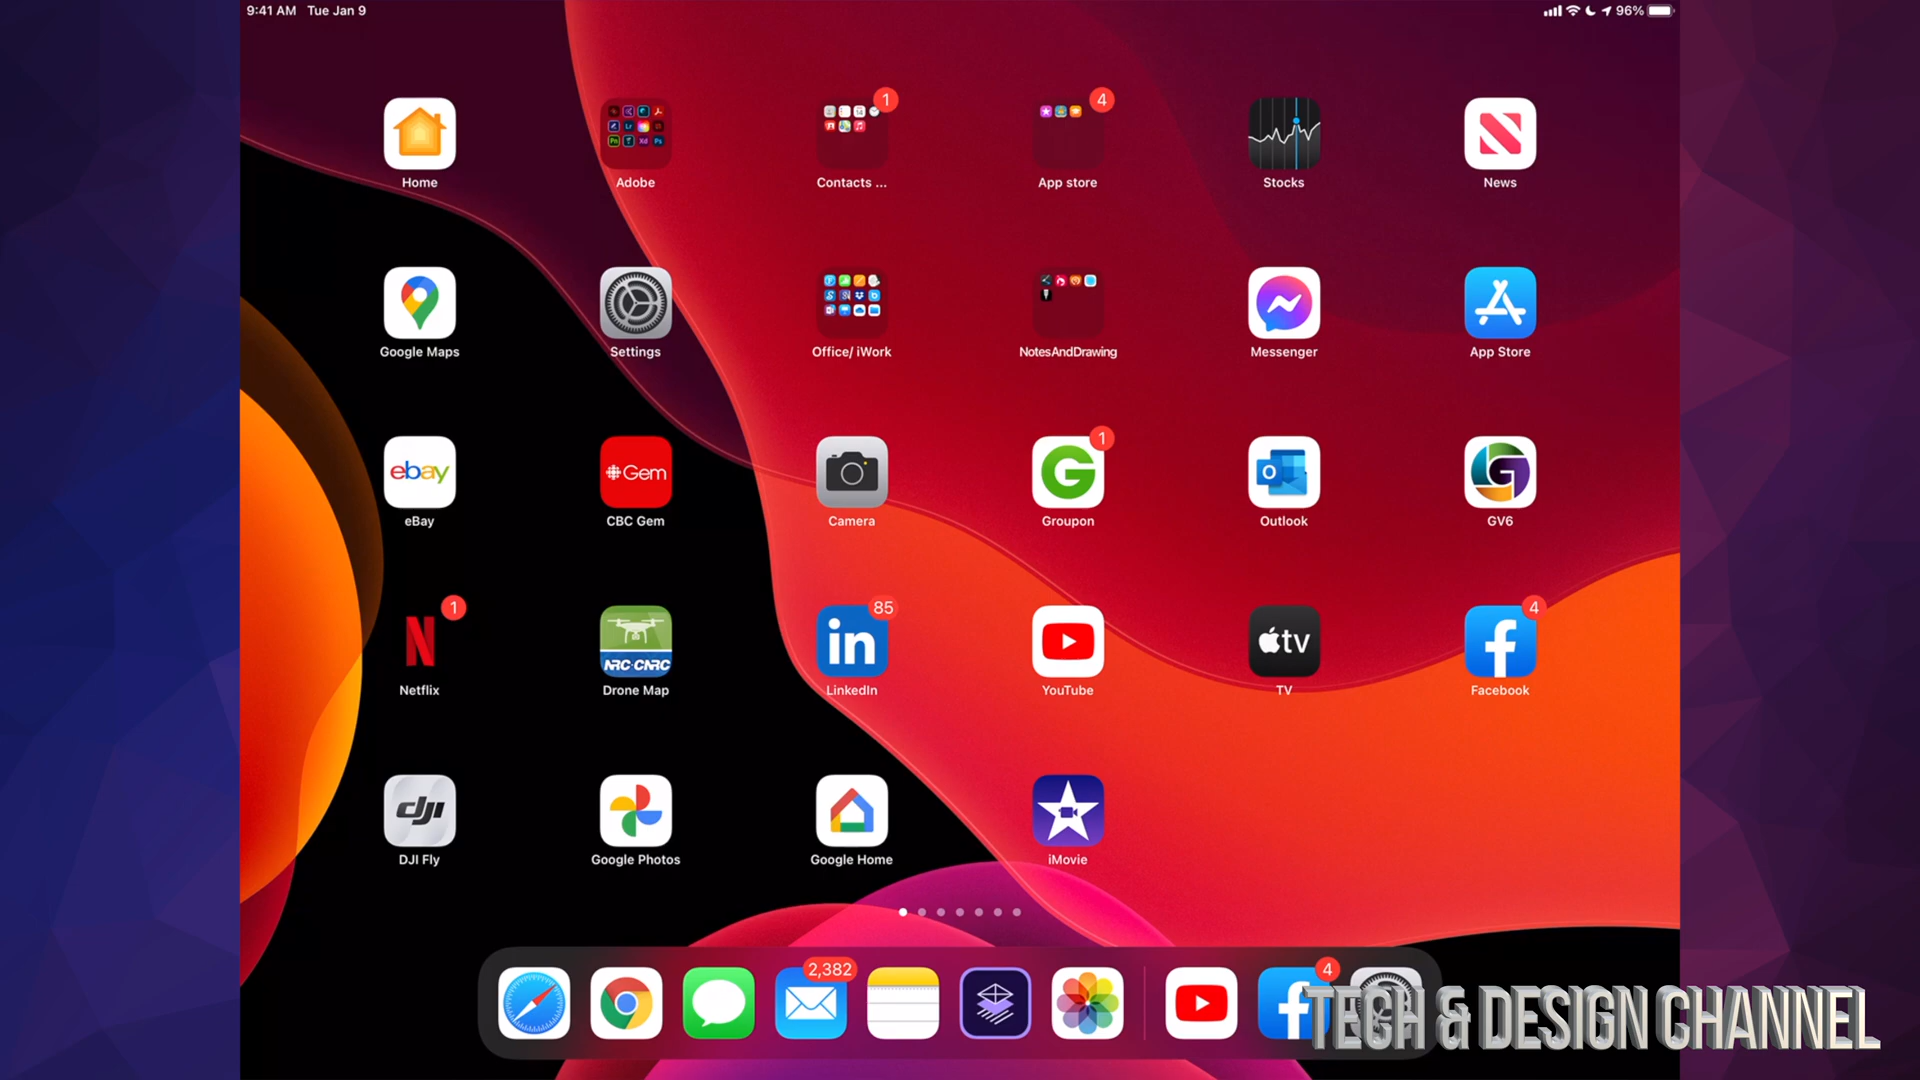 9:41 AM Tue Jan 9
96%
1
4
Home
Adobe
Contacts ...
App store
Stocks
News
Google Maps
Settings
Office/ iWork
NotesAndDrawing
Messenger
App Store
ebay
Gem
1
eBay
CBC Gem
Camera
Groupon
Outlook
GV6
1
NRC·CNRC
85
in
tv
4
Netflix
Drone Map
LinkedIn
YouTube
TV
Facebook
dji
DJI Fly
Google Photos
Google Home
iMovie
2,382
4
TECH & DESIGN CHANNEL